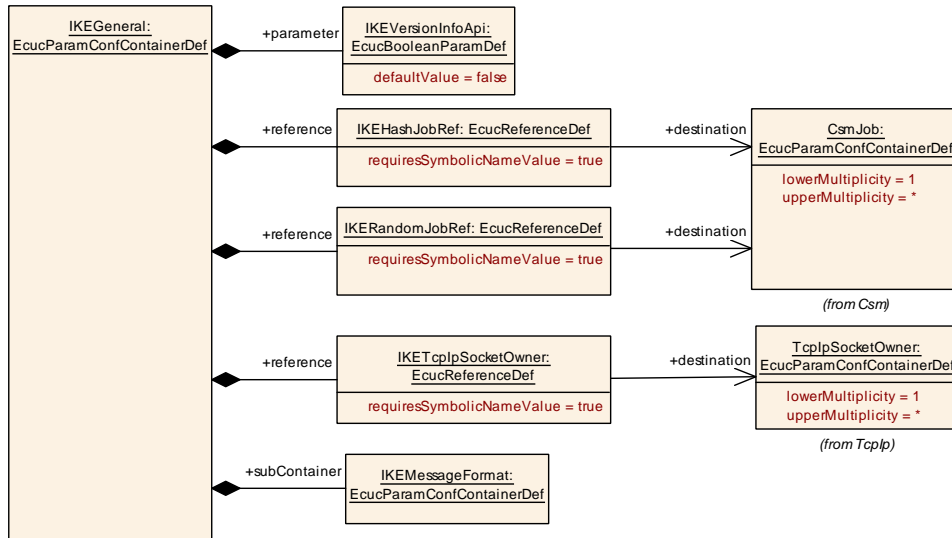 IKEGeneral:
EcucParamConfContainerDef
+parameter
IKEVersionInfoApi:
EcucBooleanParamDef
defaultValue = false
+reference
IKEHashJobRef: EcucReferenceDef
requiresSymbolicNameValue = true
+destination
CsmJob:
EcucParamConfContainerDef
lowerMultiplicity = 1
upperMultiplicity = *
+reference
IKERandomJobRef: EcucReferenceDef
requiresSymbolicNameValue = true
+destination
(from Csm)
+reference
IKETcpIpSocketOwner:
EcucReferenceDef
requiresSymbolicNameValue = true
+destination
TcpIpSocketOwner:
EcucParamConfContainerDef
lowerMultiplicity = 1
upperMultiplicity = *
(from TcpIp)
+subContainer
IKEMessageFormat:
EcucParamConfContainerDef